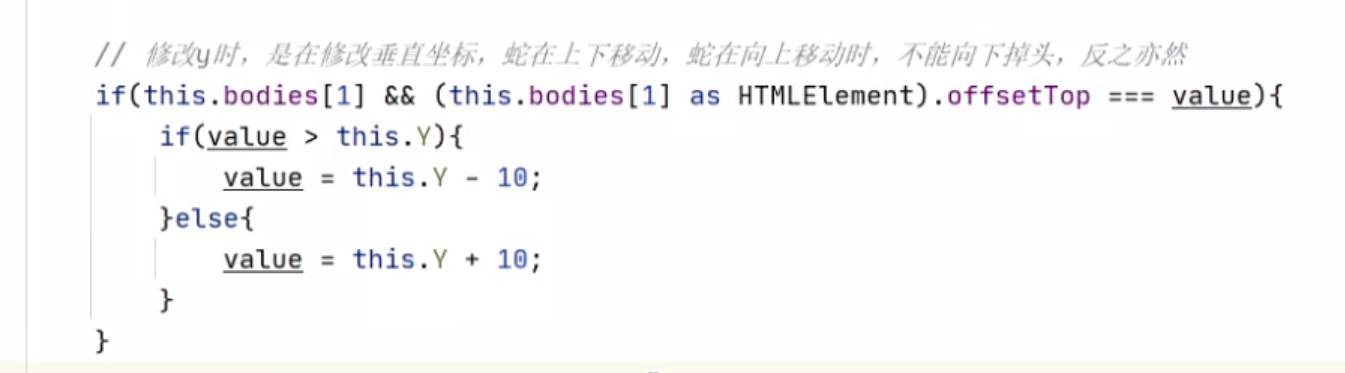 // 修改y时，是在修改垂直坐标，蛇在上下移动，蛇在向上移动时，不能向下掉头，反之亦然
if(this.bodies[1] && (this.bodies[1] as HTMLElement).offsetTop === value){
if(value > this.Y){
value = this.Y - 10;
}else{
value = this.Y + 10;
}
}